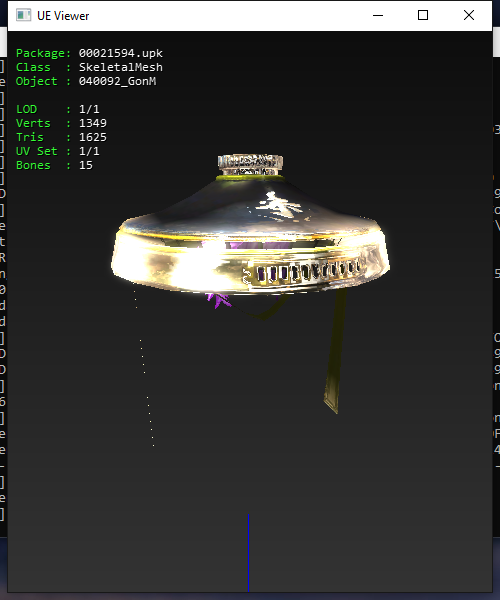 UE Viewer
Package: 00021594.upk
Class : SkeletalMesh
Object : 040092_GonM
LOD : 1/1
Verts : 1349
Tris : 1625
UV Set : 1/1
Bones : 15